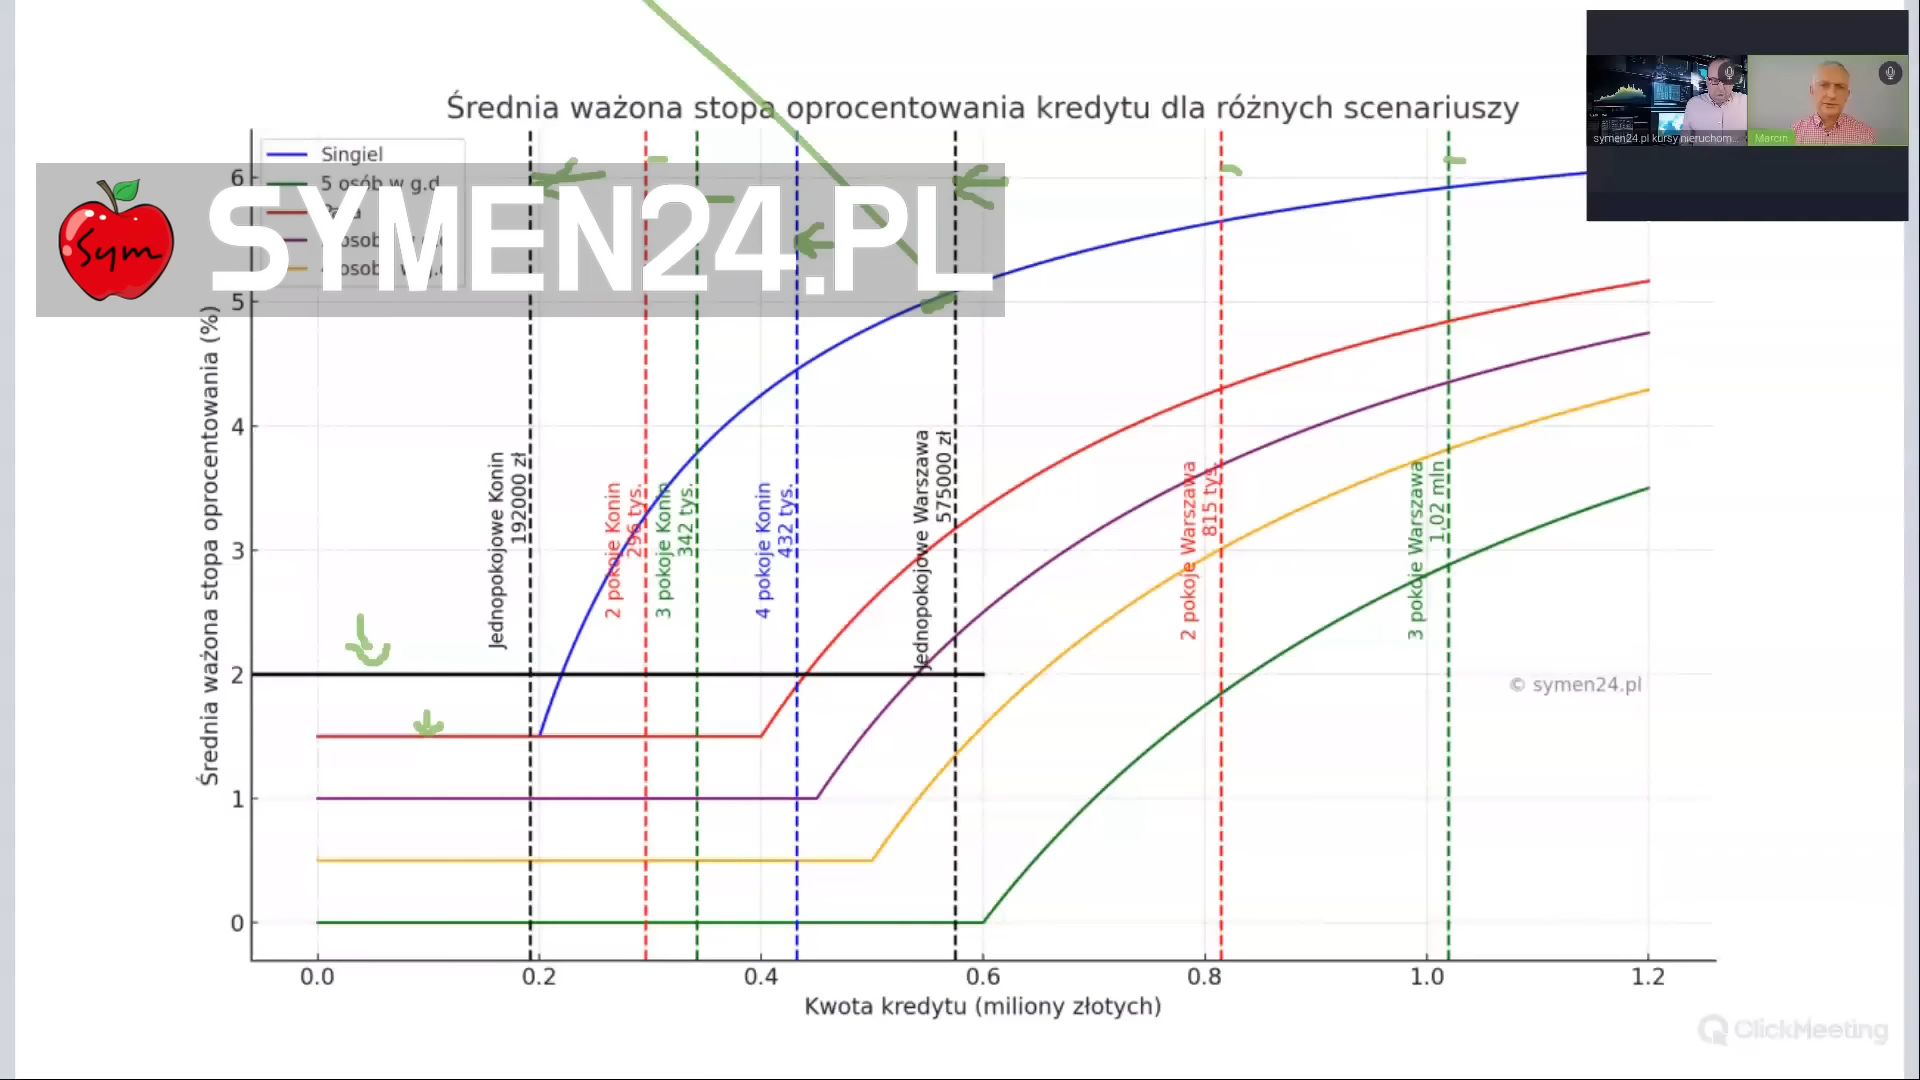 Średnia ważona stopa oprocentowania kredytu dla różnych scenariuszy
symen24.pl kursy nieruchom...
Marcin
Singiel
5 osób w g.d
Para
Sym
SYMEN24.PL
Średnia ważona stopa oprocentowania (%)
6
5
4
3
2
1
0
Jednopokojowe Konin
192000 zł
2 pokoje Konin
296 tys.
3 pokoje Konin
342 tys.
4 pokoje Konin
432 tys.
Jednopokojowe Warszawa
575000 zł
2 pokoje Warszawa
815 tys.
3 pokoje Warszawa
1,02 mln
© symen24.pl
0.0
0.2
0.4
0.6
0.8
1.0
1.2
Kwota kredytu (miliony złotych)
ClickMeeting